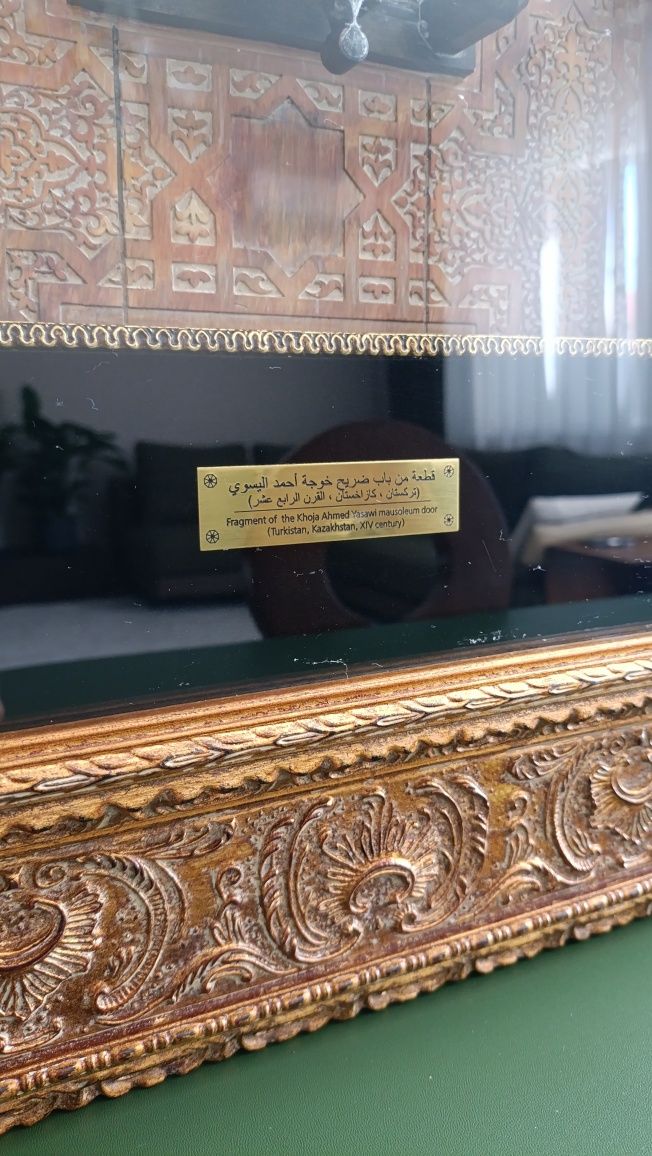 قطعة من باب ضريح خوجة أحمد اليسوي
(تركستان ، كازاخستان ، القرن الرابع عشر)
Fragment of the Khoja Ahmed Yasawi mausoleum door
(Turkistan, Kazakhstan, XIV century)